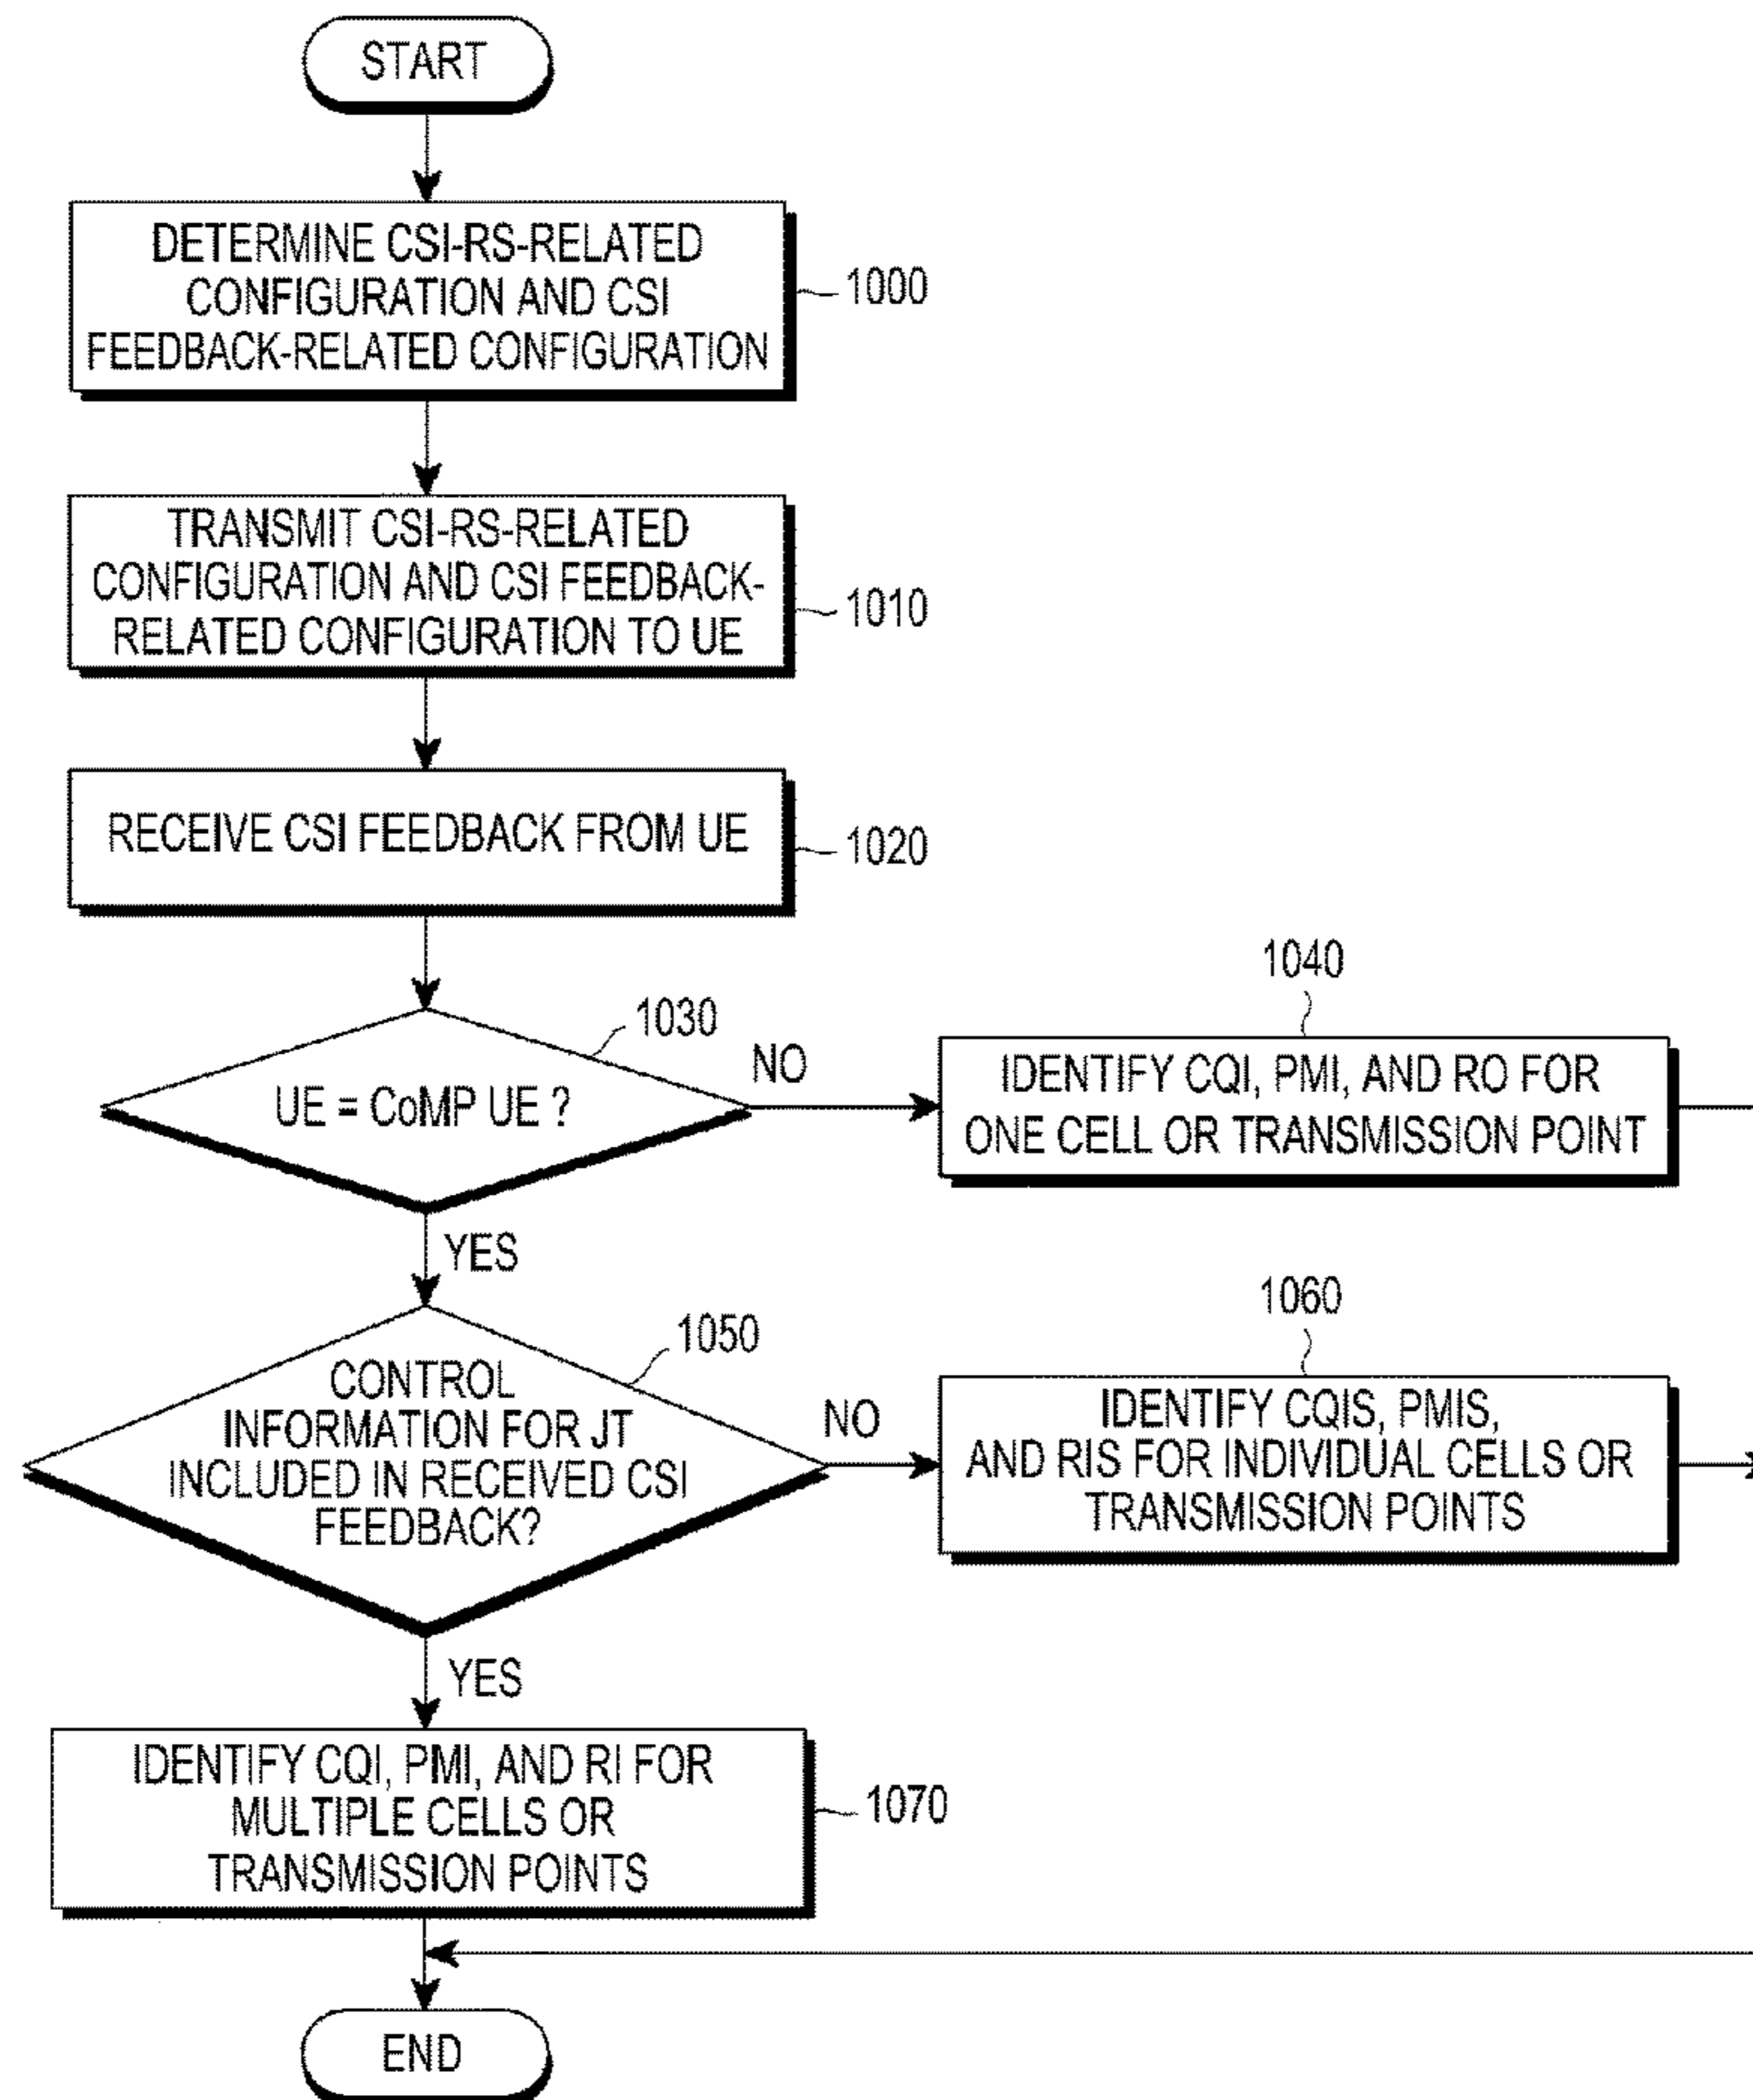 START
DETERMINE CSI-RS-RELATED
CONFIGURATION AND CSI
FEEDBACK-RELATED CONFIGURATION
1000
TRANSMIT CSI-RS-RELATED
CONFIGURATION AND CSI FEEDBACK-
RELATED CONFIGURATION TO UE
1010
RECEIVE CSI FEEDBACK FROM UE
1020
1030
UE = CoMP UE ?
NO
1040
IDENTIFY CQI, PMI, AND RO FOR
ONE CELL OR TRANSMISSION POINT
YES
1050
CONTROL
INFORMATION FOR JT
INCLUDED IN RECEIVED CSI
FEEDBACK?
NO
1060
IDENTIFY CQIS, PMIS,
AND RIS FOR INDIVIDUAL CELLS OR
TRANSMISSION POINTS
YES
IDENTIFY CQI, PMI, AND RI FOR
MULTIPLE CELLS OR
TRANSMISSION POINTS
1070
END